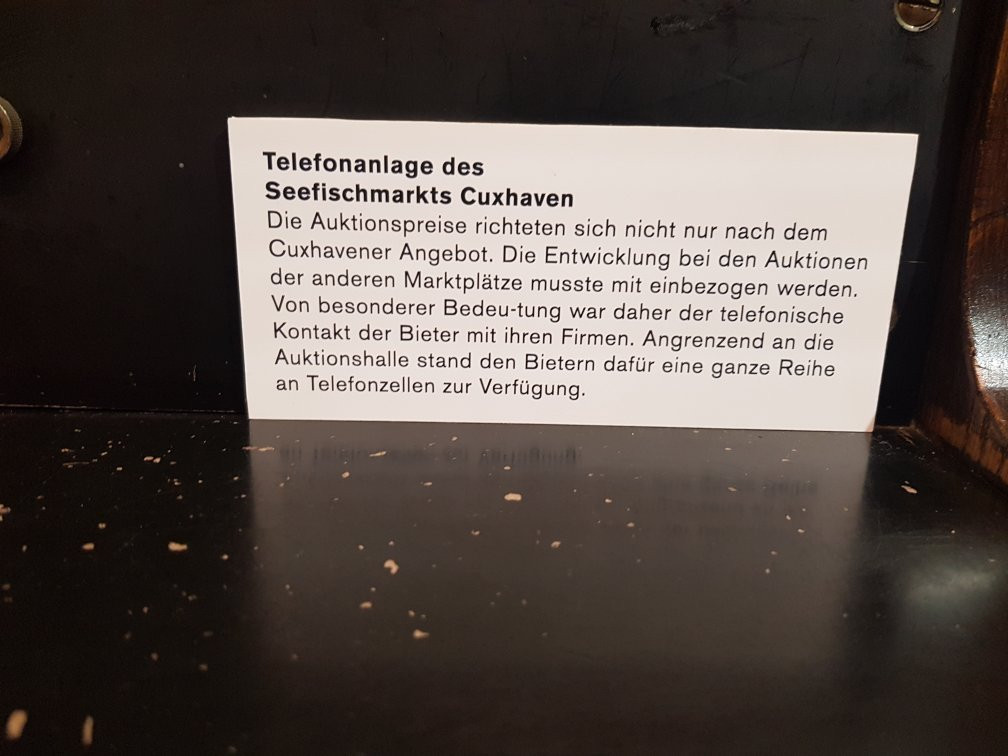 Telefonanlage des
Seefischmarkts Cuxhaven
Die Auktionspreise richteten sich nicht nur nach dem
Cuxhavener Angebot. Die Entwicklung bei den Auktionen
der anderen Marktplätze musste mit einbezogen werden.
Von besonderer Bedeu-tung war daher der telefonische
Kontakt der Bieter mit ihren Firmen. Angrenzend an die
Auktionshalle stand den Bietern dafür eine ganze Reihe
an Telefonzellen zur Verfügung.